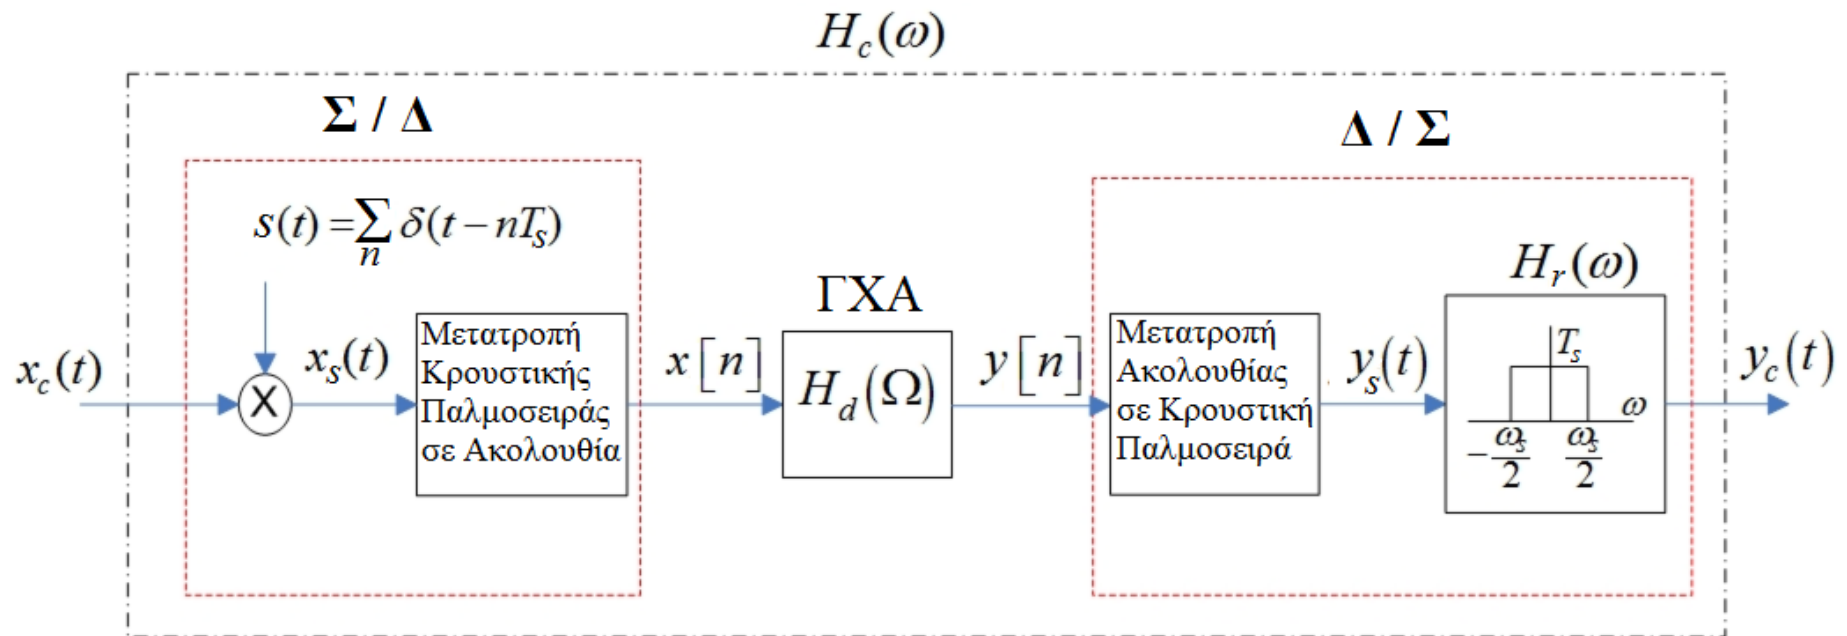 H_c(ω)
Σ / Δ
Δ / Σ
s(t) = ∑_n δ(t − nT_s)
H_r(ω)
ΓΧΑ
x_c(t)
X
x_s(t)
Μετατροπή
Κρουστικής
Παλμοσειράς
σε Ακολουθία
x[n]
H_d(Ω)
y[n]
Μετατροπή
Ακολουθίας
σε Κρουστική
Παλμοσειρά
y_s(t)
T_s
ω
−ω_s/2
ω_s/2
y_c(t)